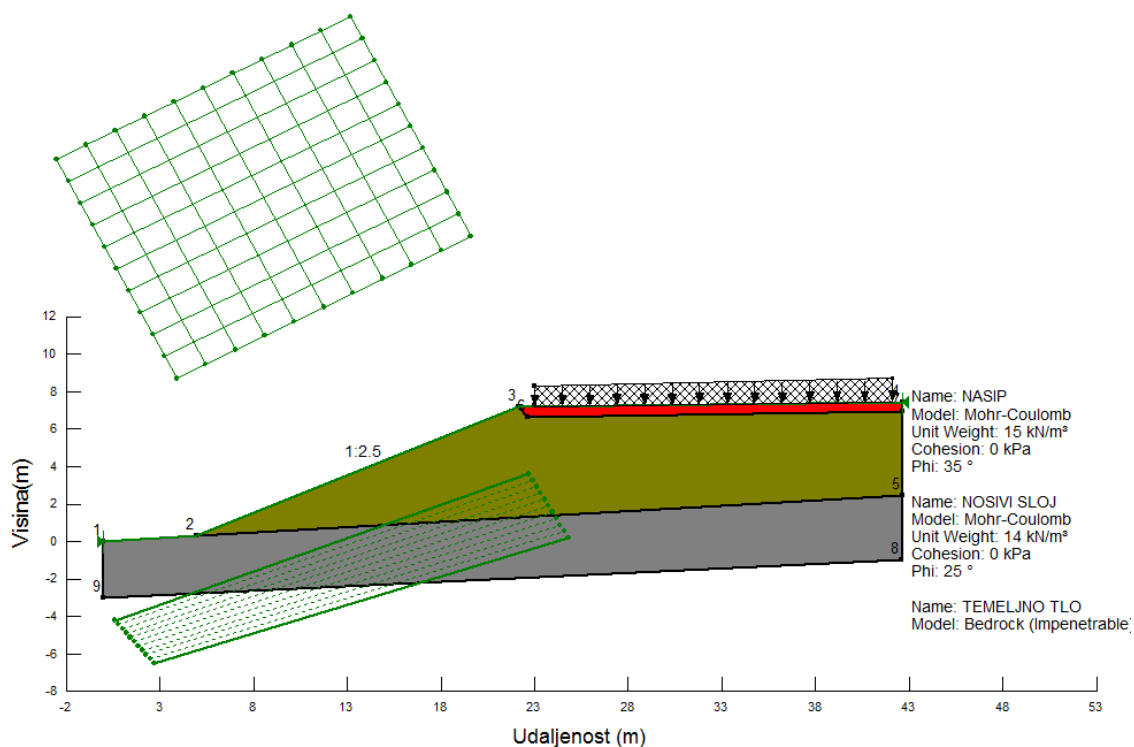 12
10
8
6
4
2
0
-2
-4
-6
-8
Visina(m)
-2
3
8
13
18
23
28
33
38
43
48
53
Udaljenost (m)
1
2
3
6
4
5
8
9
1:2.5
Name: NASIP
Model: Mohr-Coulomb
Unit Weight: 15 kN/m³
Cohesion: 0 kPa
Phi: 35 °
Name: NOSIVI SLOJ
Model: Mohr-Coulomb
Unit Weight: 14 kN/m³
Cohesion: 0 kPa
Phi: 25 °
Name: TEMELJNO TLO
Model: Bedrock (Impenetrable)